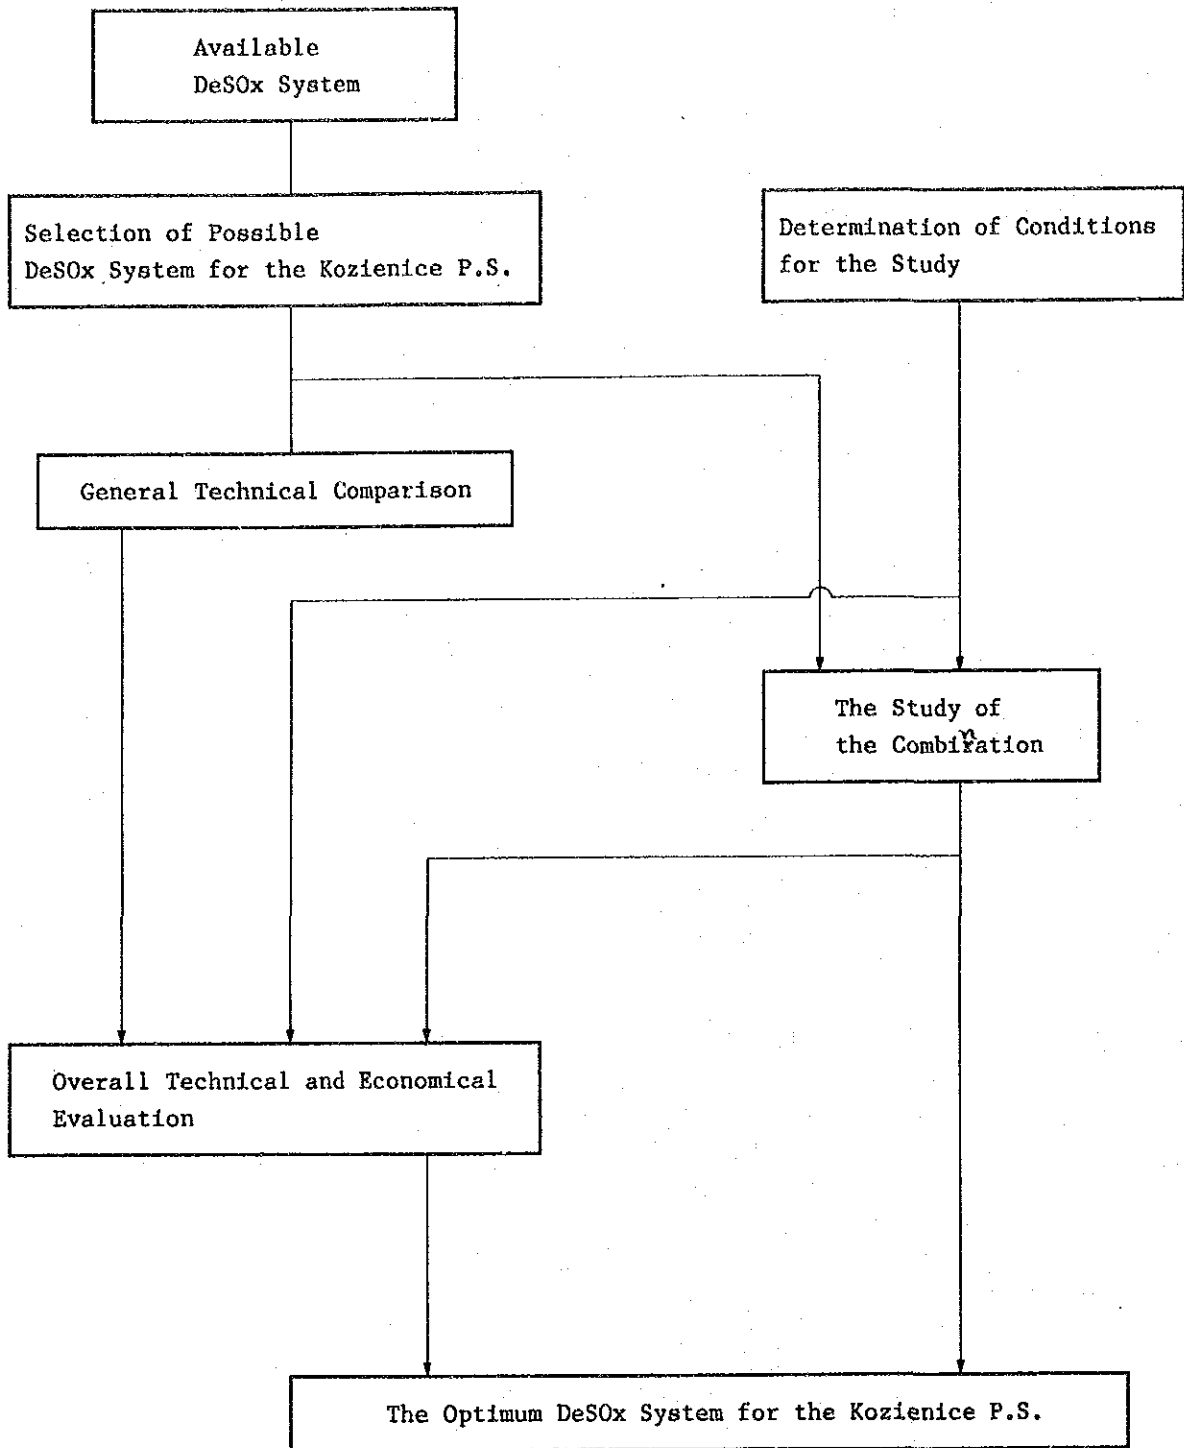 Available
DeSOx System
Selection of Possible
DeSOx System for the Kozienice P.S.
Determination of Conditions
for the Study
General Technical Comparison
The Study of
the Combination
Overall Technical and Economical
Evaluation
The Optimum DeSOx System for the Kozienice P.S.